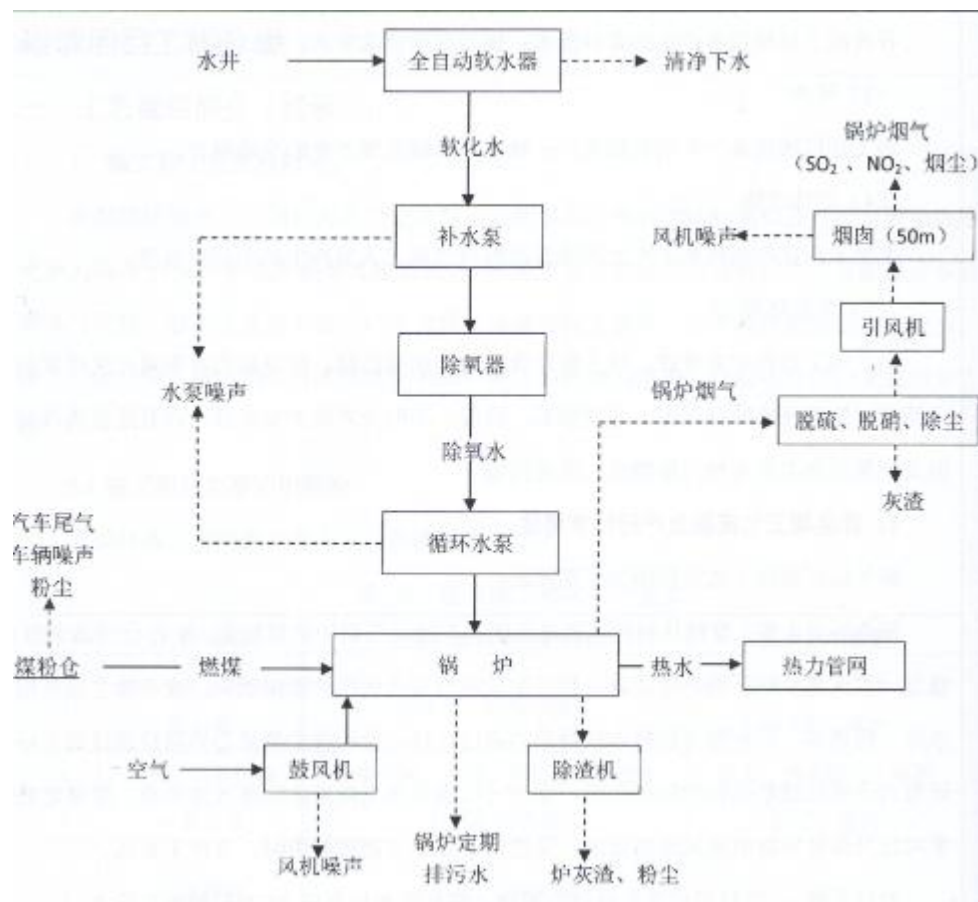 水井
全自动软水器
清净下水
软化水
锅炉烟气
（SO₂ 、NO₂、烟尘）
补水泵
风机噪声
烟囱（50m）
引风机
除氧器
水泵噪声
锅炉烟气
脱硫、脱硝、除尘
除氧水
灰渣
汽车尾气
车辆噪声
粉尘
循环水泵
煤粉仓
燃煤
锅 炉
热水
热力管网
空气
鼓风机
除渣机
风机噪声
锅炉定期
排污水
炉灰渣、粉尘